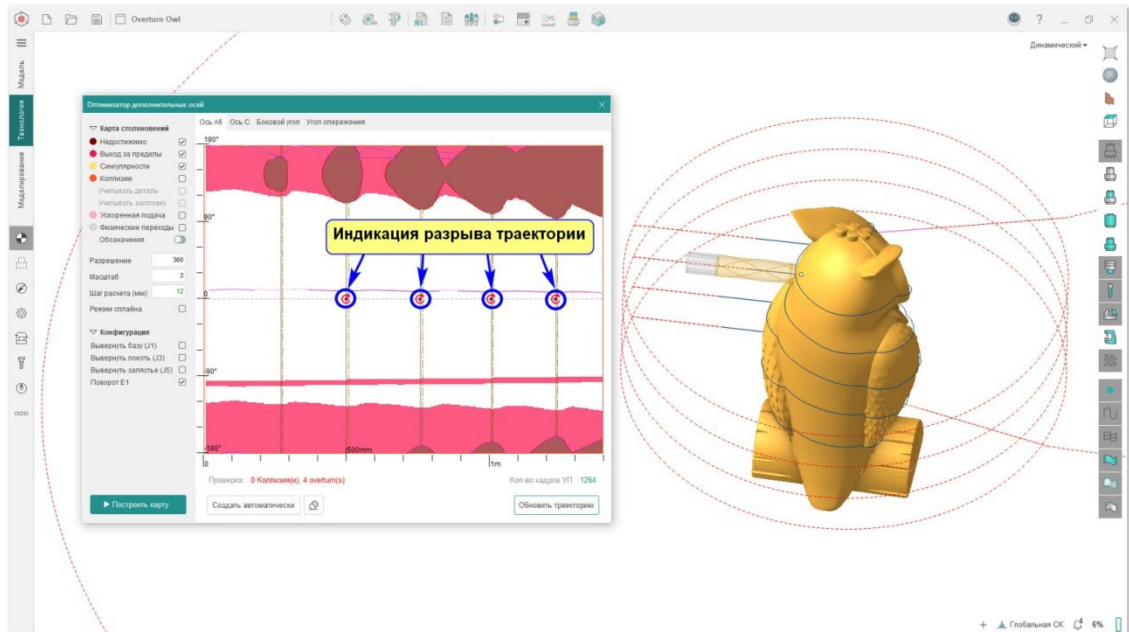 Overturn Owl
NC
?
Динамический
Модель
Технология
Моделирование
Оптимизатор дополнительных осей
Ось A6 Ось C Боковой угол Угол опережения
Карта столкновений
Недостижимо
Выход за пределы
Сингулярности
Коллизии
Учитывать деталь
Учитывать заготовку
Ускоренная подача
Физические переходы
Обозначения
Разрешение 360
Масштаб 3
Шаг расчета (мм) 12
Режим сплайна
Конфигурация
Вывернуть базу (J1)
Вывернуть локоть (J3)
Вывернуть запястье (J5)
Поворот E1
Построить карту
180°
90°
0
-90°
-180°
0
500mm
1m
Индикация разрыва траектории
Проверка: 0 Коллизия(и), 4 overturn(s)
Кол-во кадров УП 1264
Создать автоматически
Обновить траекторию
Глобальная СК
4
6%